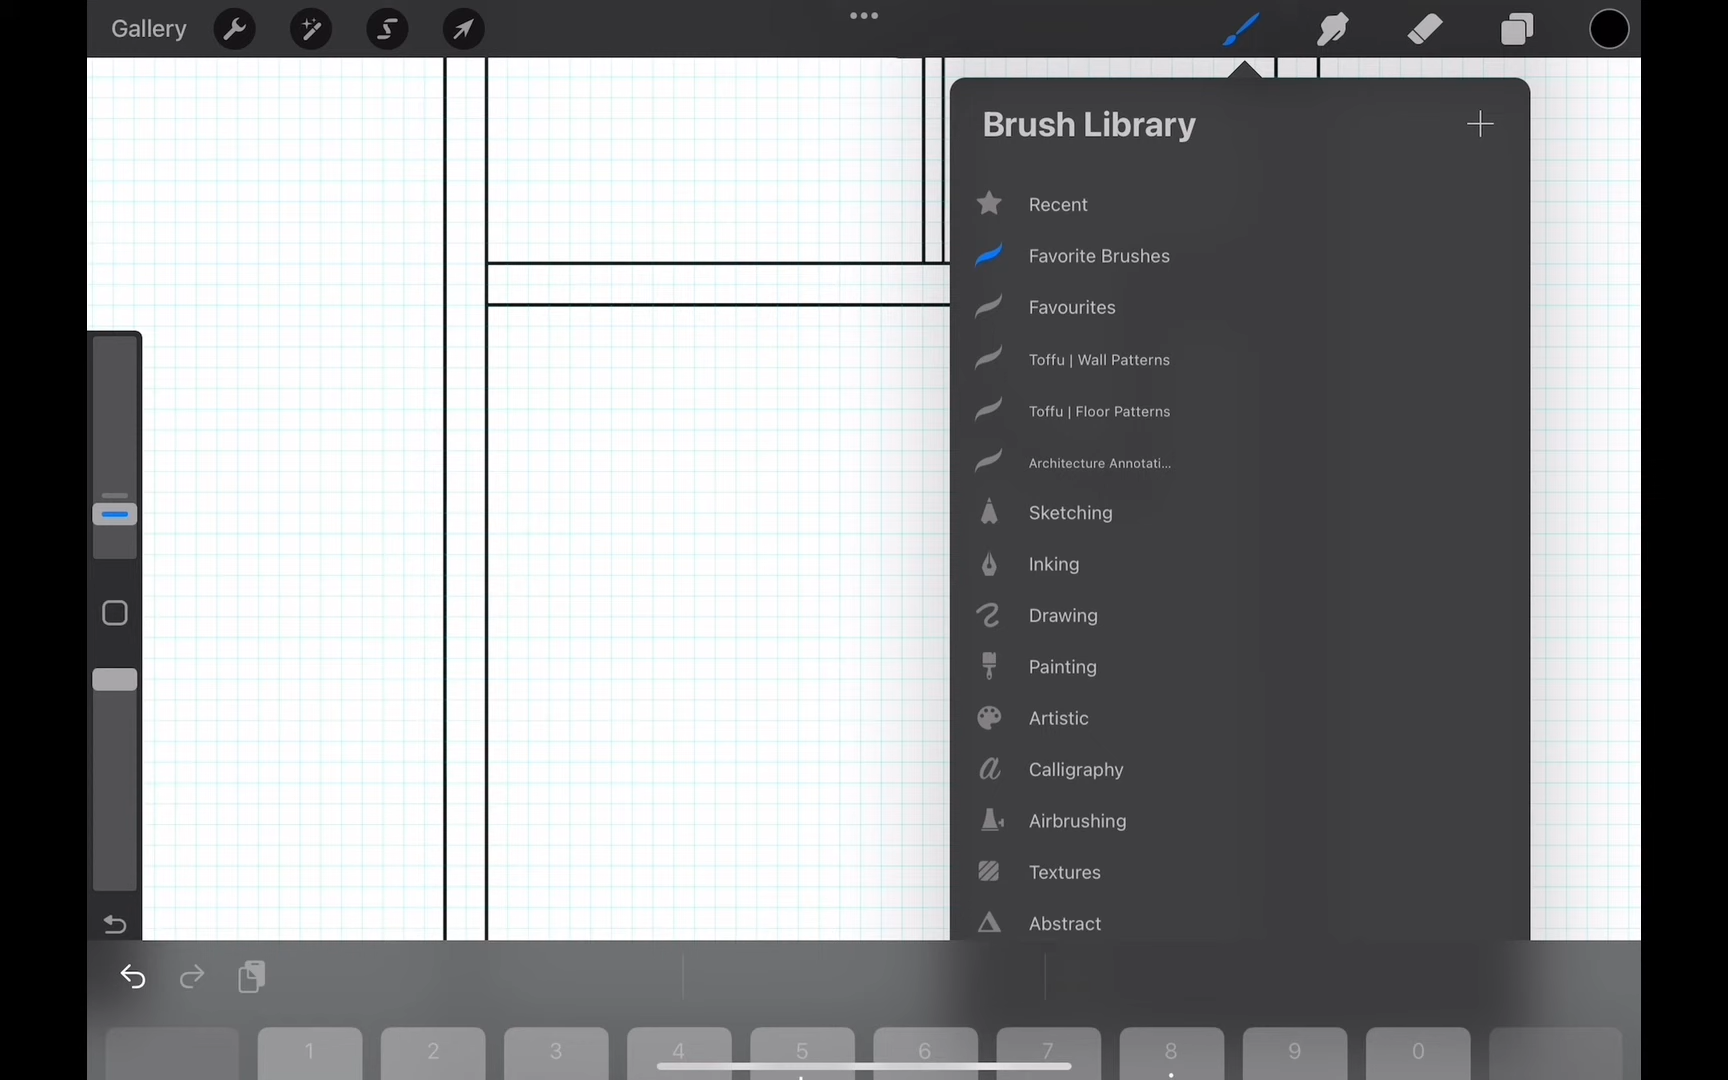 Gallery
Brush Library
Recent
Favorite Brushes
Favourites
Toffu | Wall Patterns
Toffu | Floor Patterns
Architecture Annotati...
Sketching
Inking
Drawing
Painting
Artistic
Calligraphy
Airbrushing
Textures
Abstract
1 2 3 4 5 6 7 8 9 0